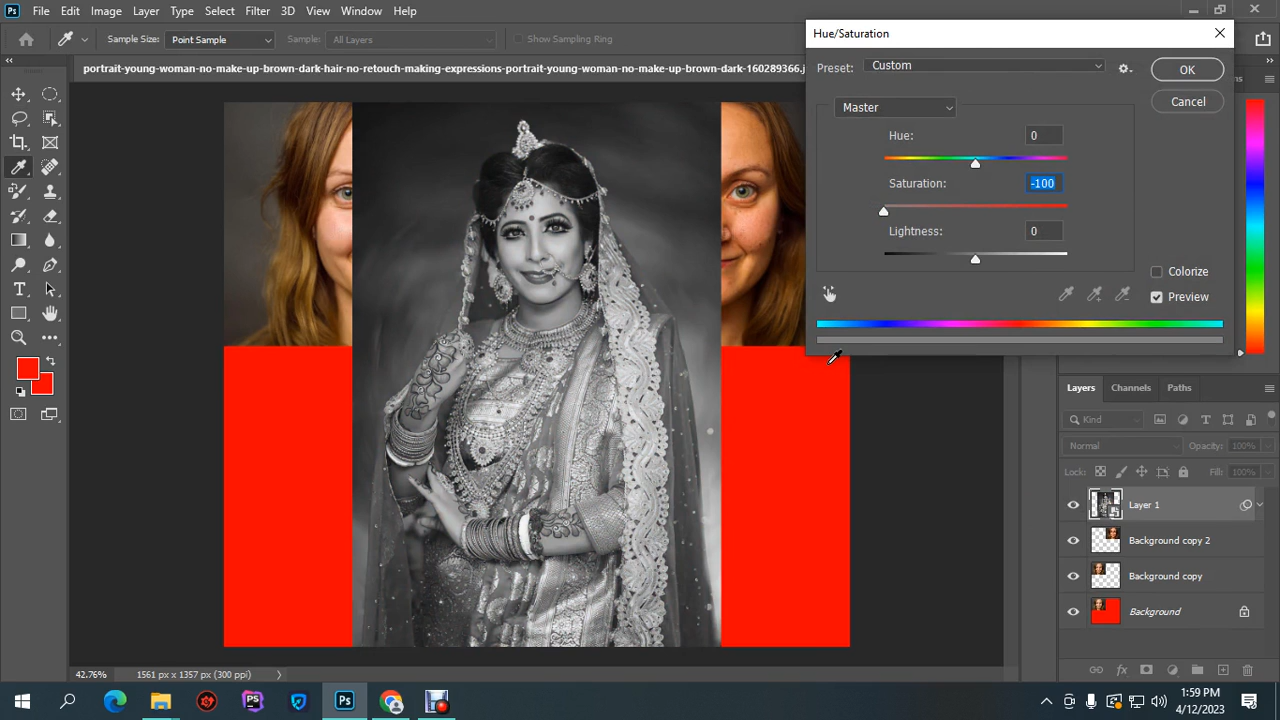 Ps File Edit Image Layer Type Select Filter 3D View Window Help
Sample Size: Point Sample Sample: All Layers Show Sampling Ring
portrait-young-woman-no-make-up-brown-dark-hair-no-retouch-making-expressions-portrait-young-woman-no-make-up-brown-dark-160289366.j
Hue/Saturation
Preset: Custom
OK
Master
Cancel
Hue: 0
Saturation: -100
Lightness: 0
Colorize
Preview
Layers Channels Paths
Kind
Normal Opacity: 100%
Lock: Fill: 100%
Layer 1
Background copy 2
Background copy
Background
42.76% 1561 px x 1357 px (300 ppi)
PS Ps
1:59 PM
4/12/2023